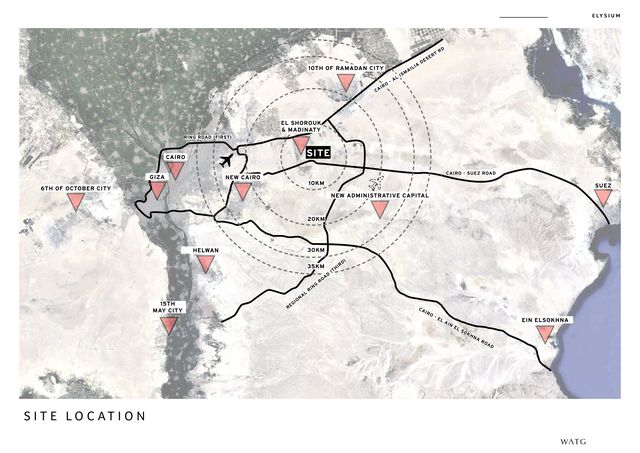 ELYSIUM
10TH OF RAMADAN CITY
CAIRO - AL ISMAILIA DESERT RD
EL SHOROUK
& MADINATY
RING ROAD (FIRST)
SITE
CAIRO
GIZA
NEW CAIRO
10KM
CAIRO - SUEZ ROAD
SUEZ
6TH OF OCTOBER CITY
NEW ADMINISTRATIVE CAPITAL
20KM
HELWAN
30KM
35KM
REGIONAL RING ROAD (THIRD)
15TH
MAY CITY
CAIRO - EL AIN EL SOKHNA ROAD
EIN ELSOKHNA
SITE LOCATION
WATG